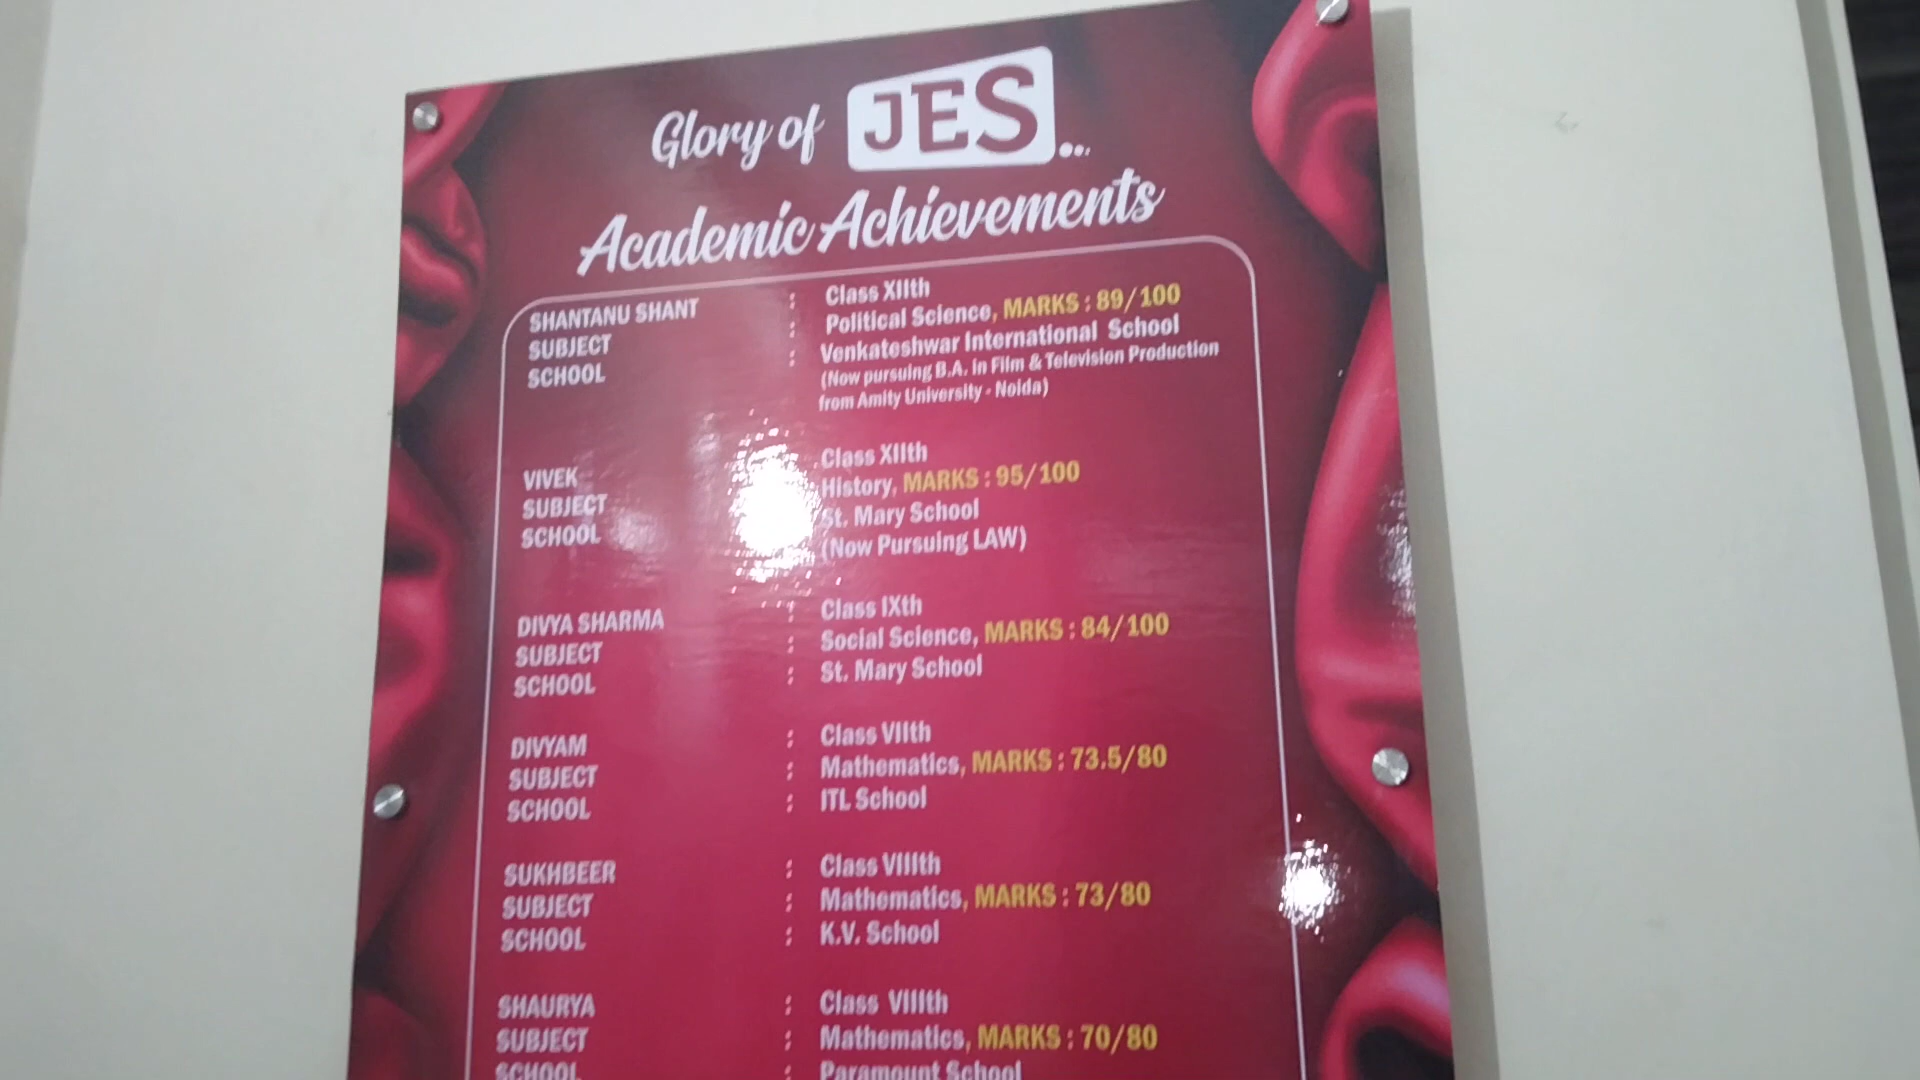 Glory of JES...
Academic Achievements
SHANTANU SHANT : Class XIIth
SUBJECT : Political Science, MARKS : 89/100
SCHOOL : Venkateshwar International School
(Now pursuing B.A. in Film & Television Production
from Amity University - Noida)
VIVEK Class XIIth
SUBJECT History, MARKS : 95/100
SCHOOL St. Mary School
(Now Pursuing LAW)
DIVYA SHARMA : Class IXth
SUBJECT : Social Science, MARKS : 84/100
SCHOOL : St. Mary School
DIVYAM : Class VIIth
SUBJECT : Mathematics, MARKS : 73.5/80
SCHOOL : ITL School
SUKHBEER : Class VIIIth
SUBJECT : Mathematics, MARKS : 73/80
SCHOOL : K.V. School
SHAURYA : Class VIIIth
SUBJECT : Mathematics, MARKS : 70/80
SCHOOL : Paramount School